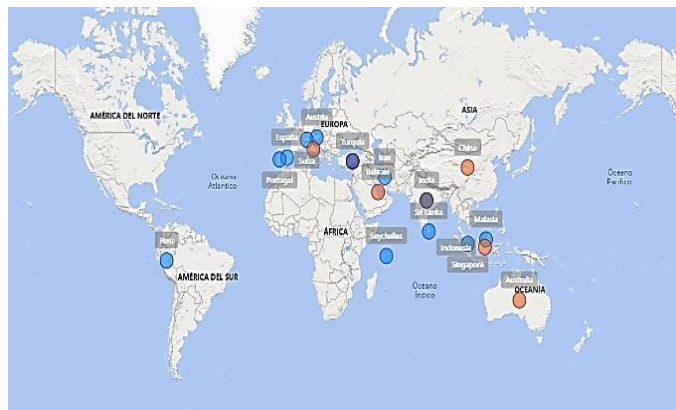 AMÉRICA DEL NORTE
ASIA
Austria
EUROPA
España
Turquía
China
Suiza
Irán
Bahrain
Océano
Atlántico
Océano
Pacífico
Portugal
India
Sri Lanka
Malasia
ÁFRICA
Seychelles
Perú
Indonesia
Singapore
AMÉRICA DEL SUR
Océano
Índico
Australia
OCEANÍA